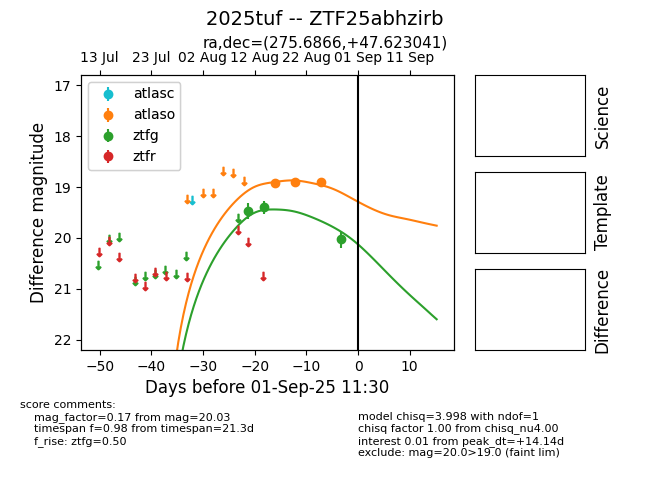 2025tuf -- ZTF25abhzirb
ra,dec=(275.6866,+47.623041)
13 Jul 23 Jul 02 Aug 12 Aug 22 Aug 01 Sep 11 Sep
17
18
19
20
21
22
Difference magnitude
atlasc
atlaso
ztfg
ztfr
−50 −40 −30 −20 −10 0 10
Days before 01-Sep-25 11:30
Science
Template
Difference
score comments:
mag_factor=0.17 from mag=20.03
timespan f=0.98 from timespan=21.3d
f_rise: ztfg=0.50
model chisq=3.998 with ndof=1
chisq factor 1.00 from chisq_nu4.00
interest 0.01 from peak_dt=+14.14d
exclude: mag=20.0>19.0 (faint lim)